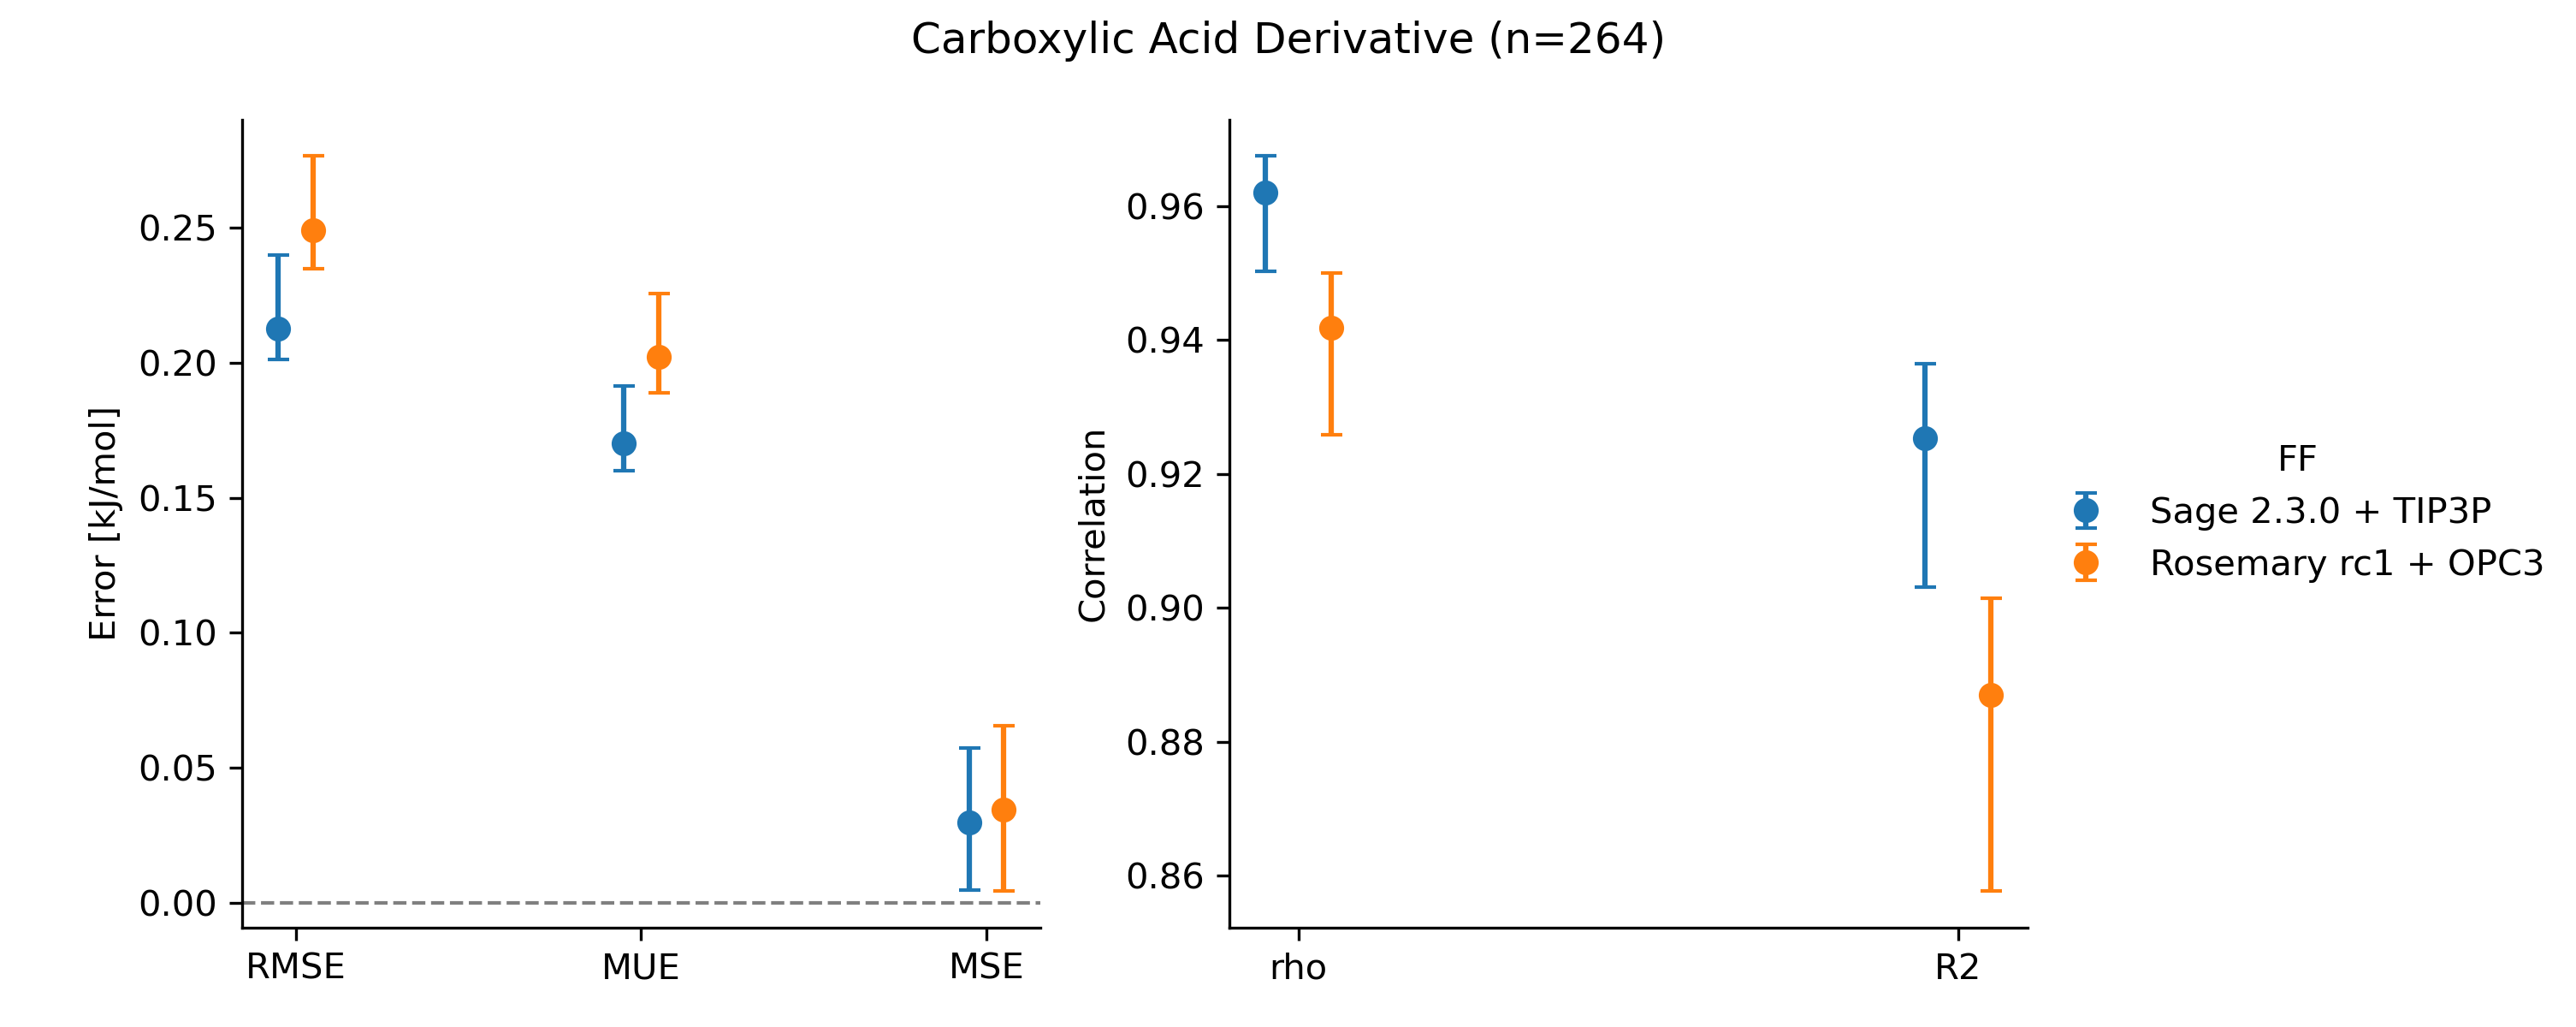 Carboxylic Acid Derivative (n=264)
Error [kJ/mol]
0.25
0.20
0.15
0.10
0.05
0.00
RMSE MUE MSE
Correlation
0.96
0.94
0.92
0.90
0.88
0.86
rho R2
FF
Sage 2.3.0 + TIP3P
Rosemary rc1 + OPC3